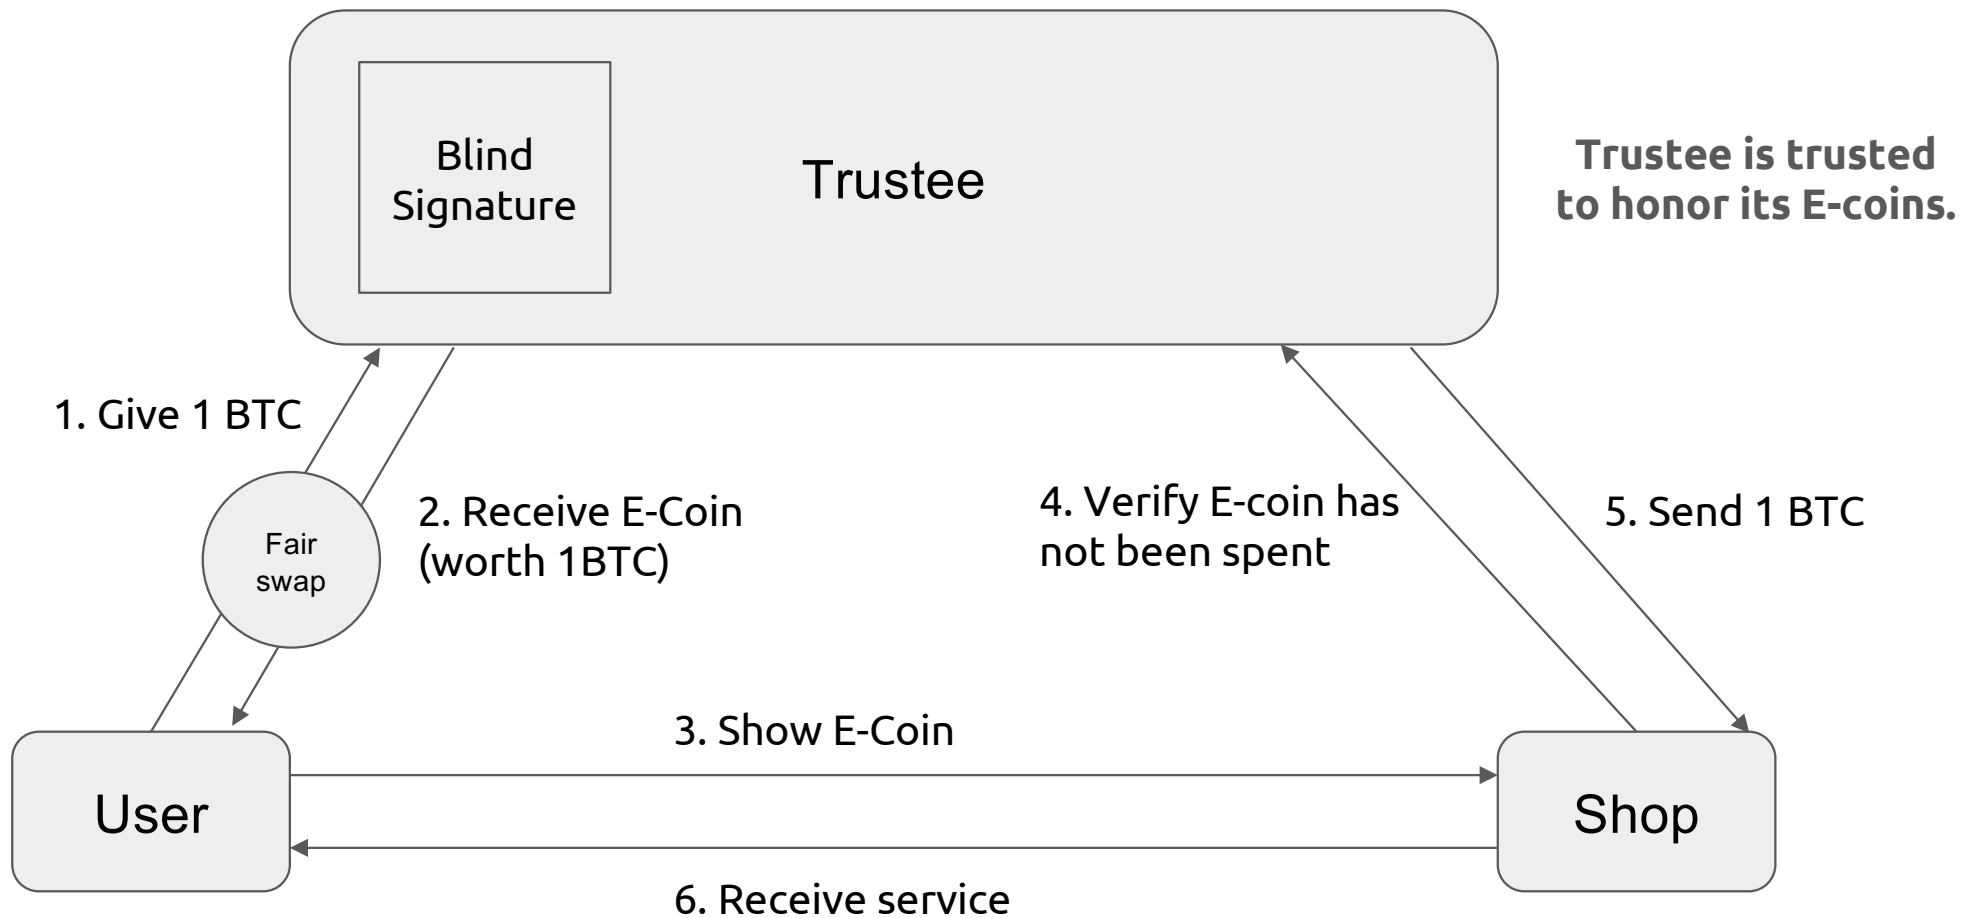 Blind
Signature
Trustee
Trustee is trusted
to honor its E-coins.
1. Give 1 BTC
Fair
swap
2. Receive E-Coin
(worth 1BTC)
4. Verify E-coin has
not been spent
5. Send 1 BTC
3. Show E-Coin
User
Shop
6. Receive service